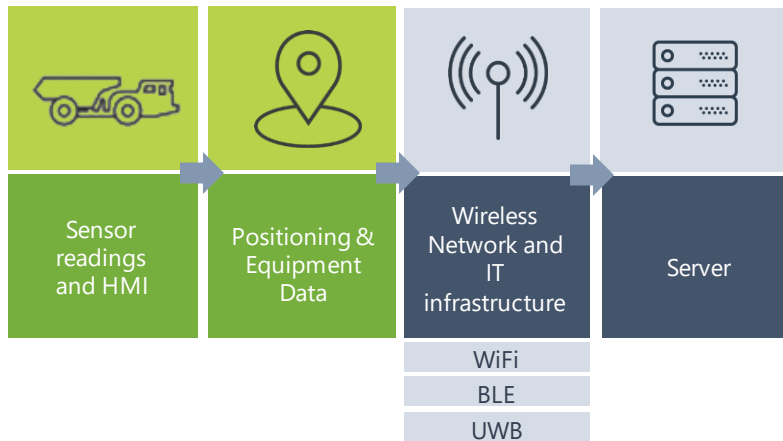 Sensor
readings
and HMI
Positioning &
Equipment
Data
Wireless
Network and
IT
infrastructure
Server
WiFi
BLE
UWB